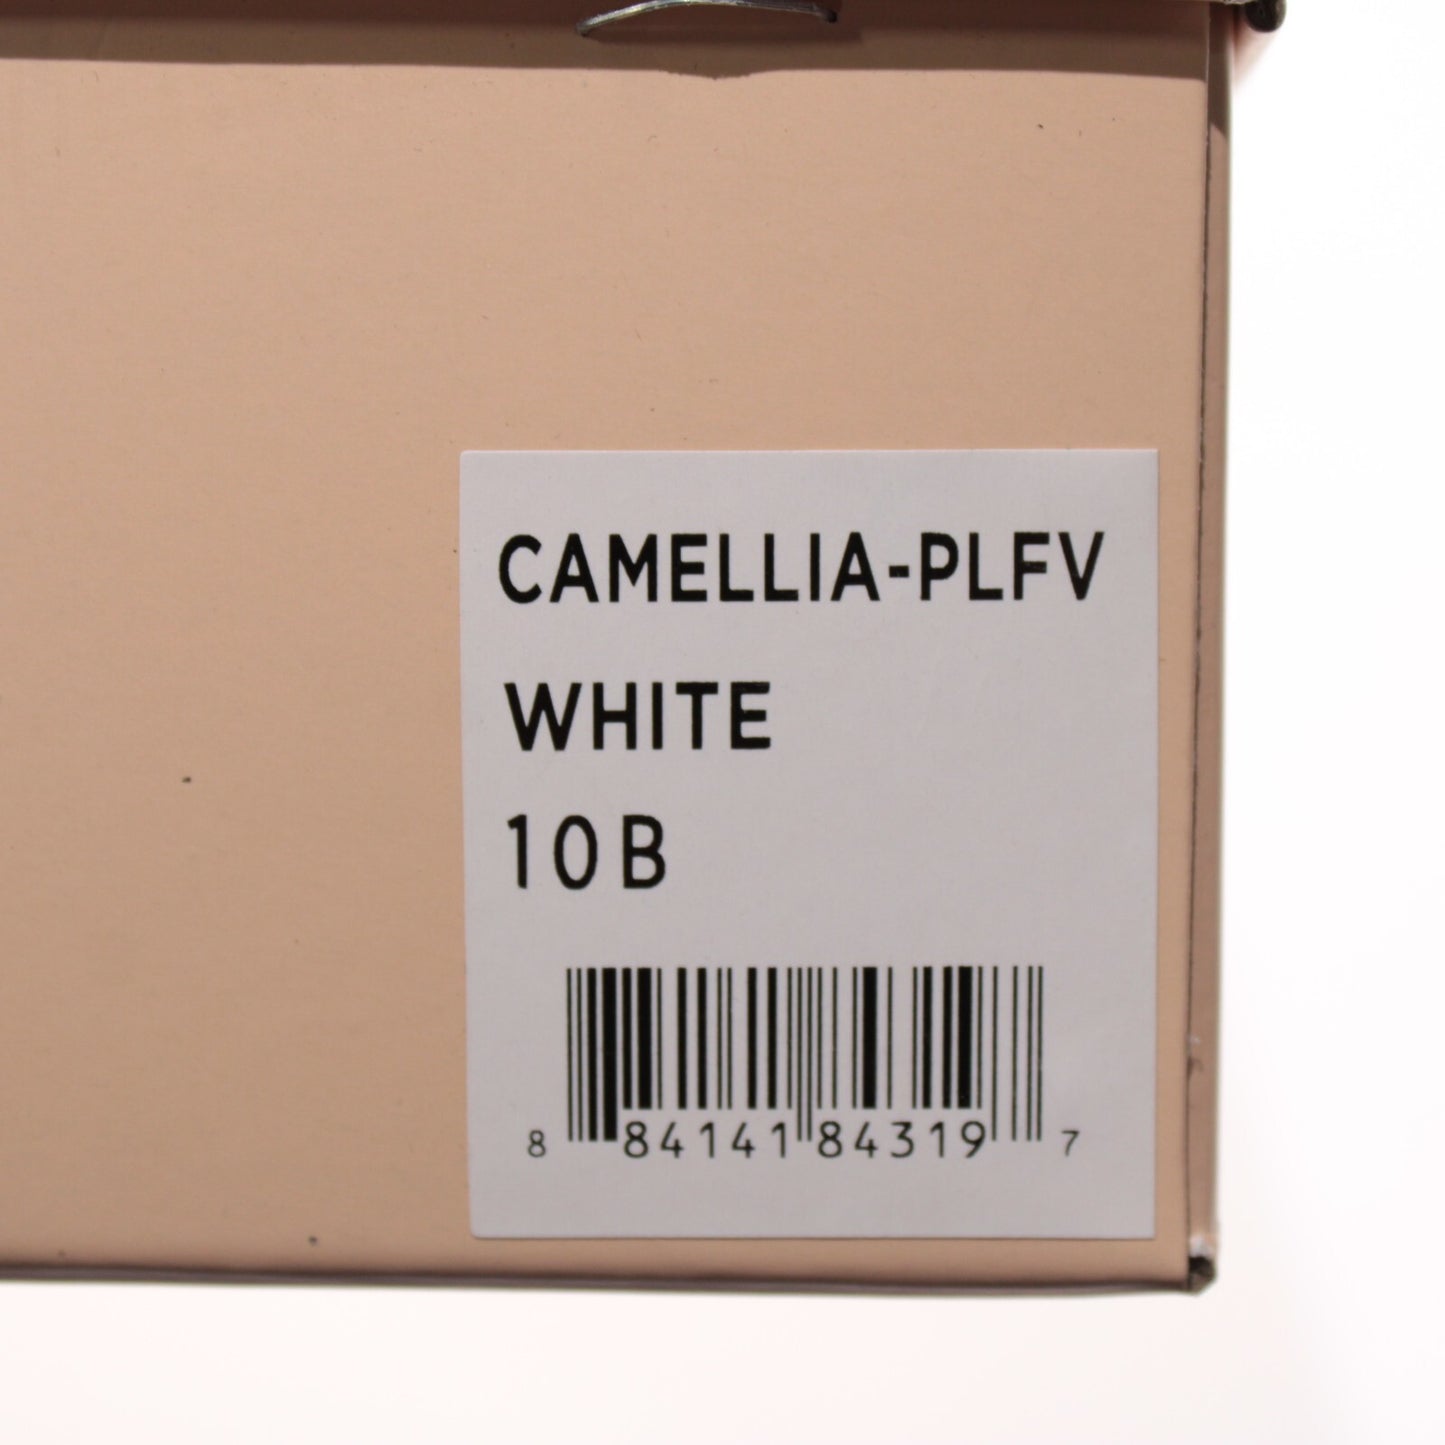 CAMELLIA-PLFV
WHITE
10 B
8 84141 84319 7